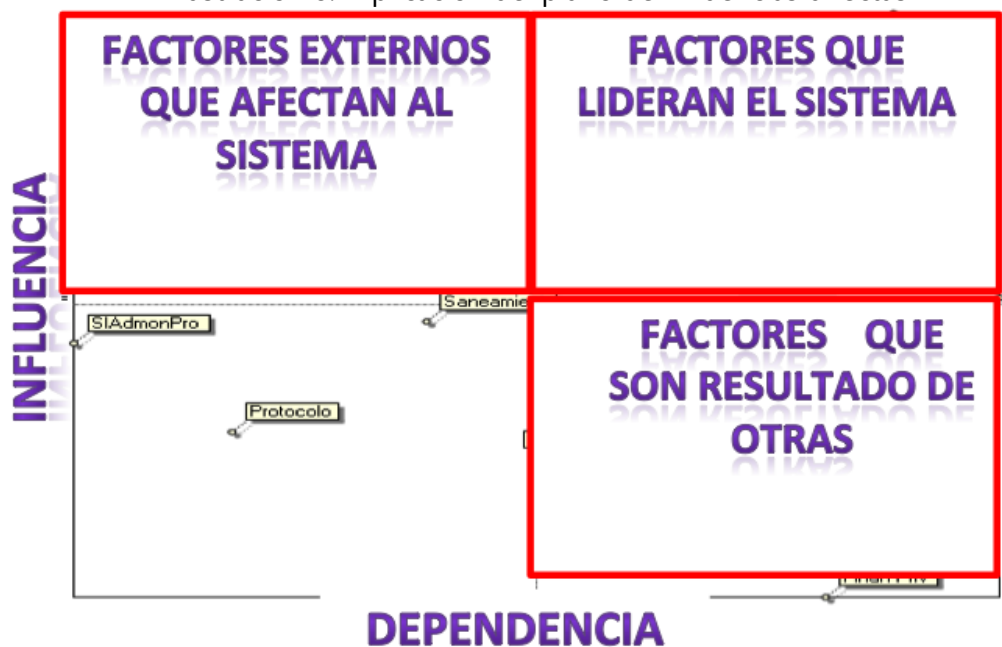 FACTORES EXTERNOS
QUE AFECTAN AL
SISTEMA
FACTORES QUE
LIDERAN EL SISTEMA
INFLUENCIA
SIAdmonPro
Saneamie
Protocolo
FACTORES QUE
SON RESULTADO DE
OTRAS
DEPENDENCIA